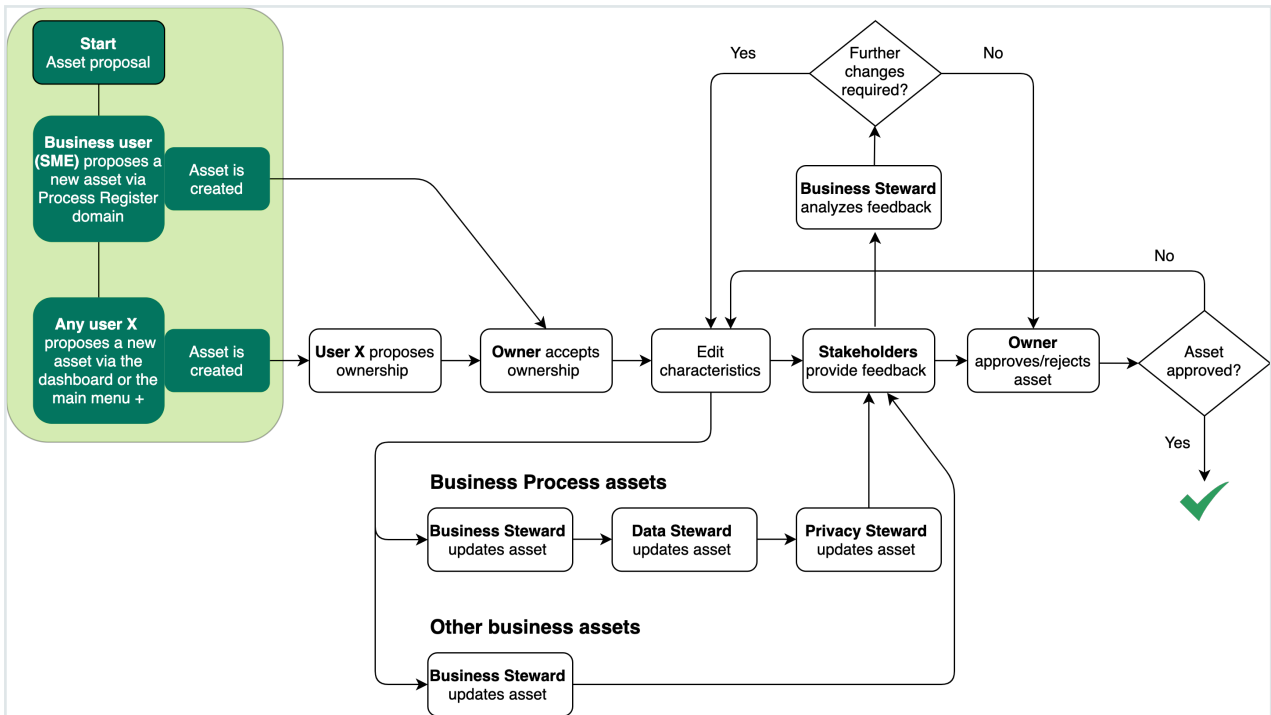 Start
Asset proposal
Business user
(SME) proposes a
new asset via
Process Register
domain
Asset is
created
Any user X
proposes a new
asset via the
dashboard or the
main menu +
Asset is
created
User X proposes
ownership
Owner accepts
ownership
Edit
characteristics
Stakeholders
provide feedback
Business Steward
analyzes feedback
Further
changes
required?
Yes
No
Owner
approves/rejects
asset
Asset
approved?
No
Yes
Business Process assets
Business Steward
updates asset
Data Steward
updates asset
Privacy Steward
updates asset
Other business assets
Business Steward
updates asset